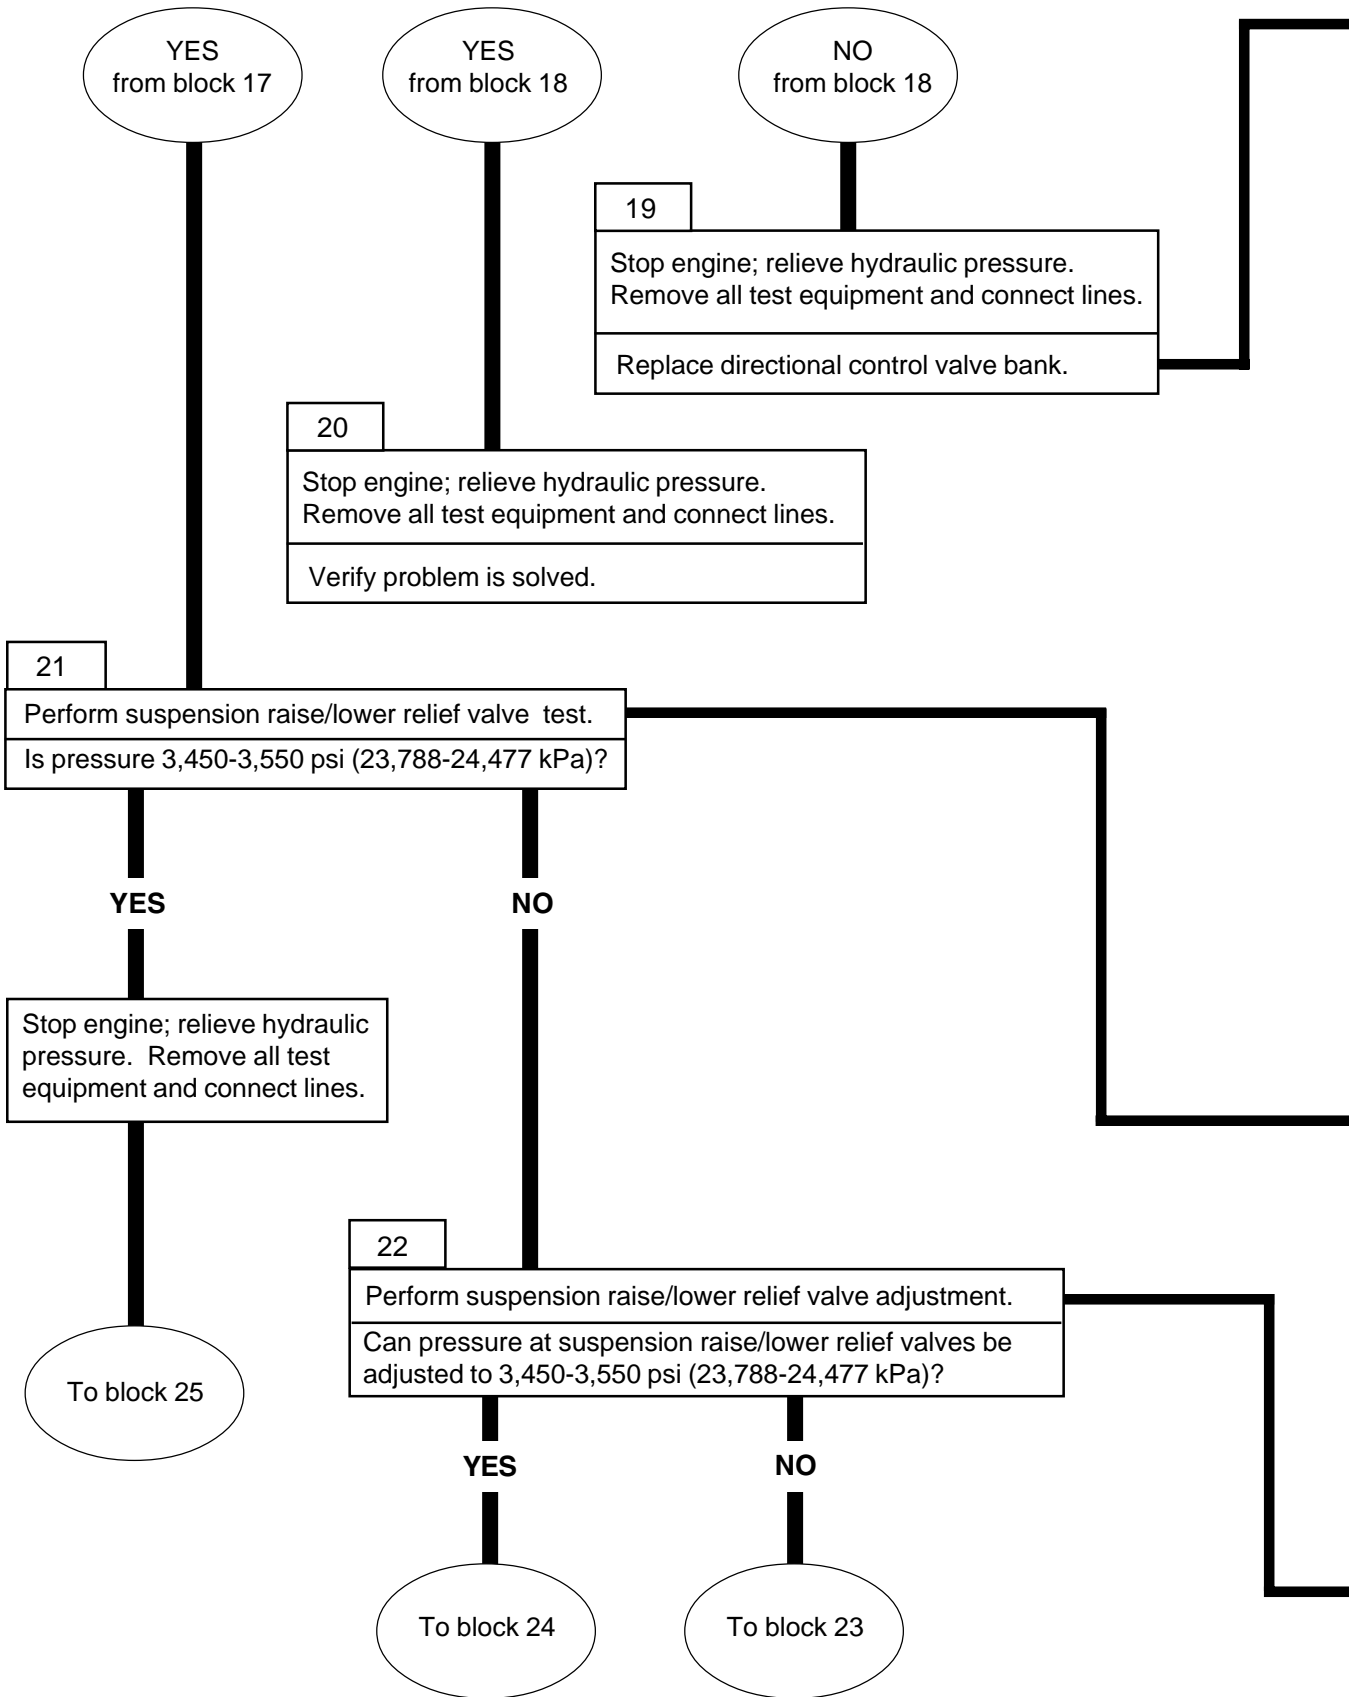 YES
from block 17
YES
from block 18
NO
from block 18
19
Stop engine; relieve hydraulic pressure.
Remove all test equipment and connect lines.
Replace directional control valve bank.
20
Stop engine; relieve hydraulic pressure.
Remove all test equipment and connect lines.
Verify problem is solved.
21
Perform suspension raise/lower relief valve  test.
Is pressure 3,450-3,550 psi (23,788-24,477 kPa)?
YES
NO
Stop engine; relieve hydraulic
pressure.  Remove all test
equipment and connect lines.
22
Perform suspension raise/lower relief valve adjustment.
Can pressure at suspension raise/lower relief valves be
adjusted to 3,450-3,550 psi (23,788-24,477 kPa)?
To block 25
YES
NO
To block 24
To block 23